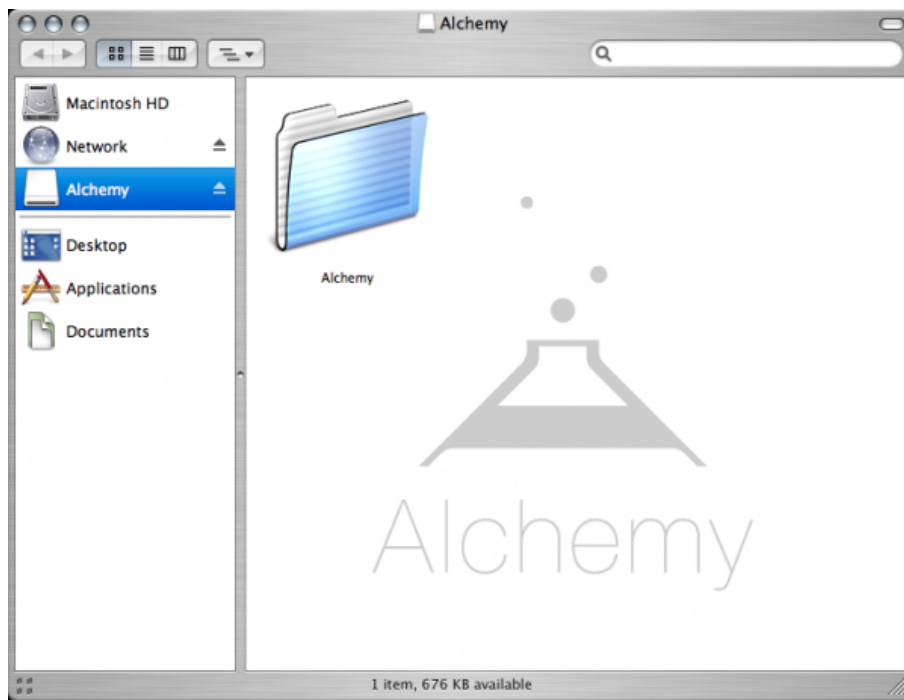 Alchemy
Macintosh HD
Network
Alchemy
Desktop
Applications
Documents
Alchemy
Alchemy
1 item, 676 KB available